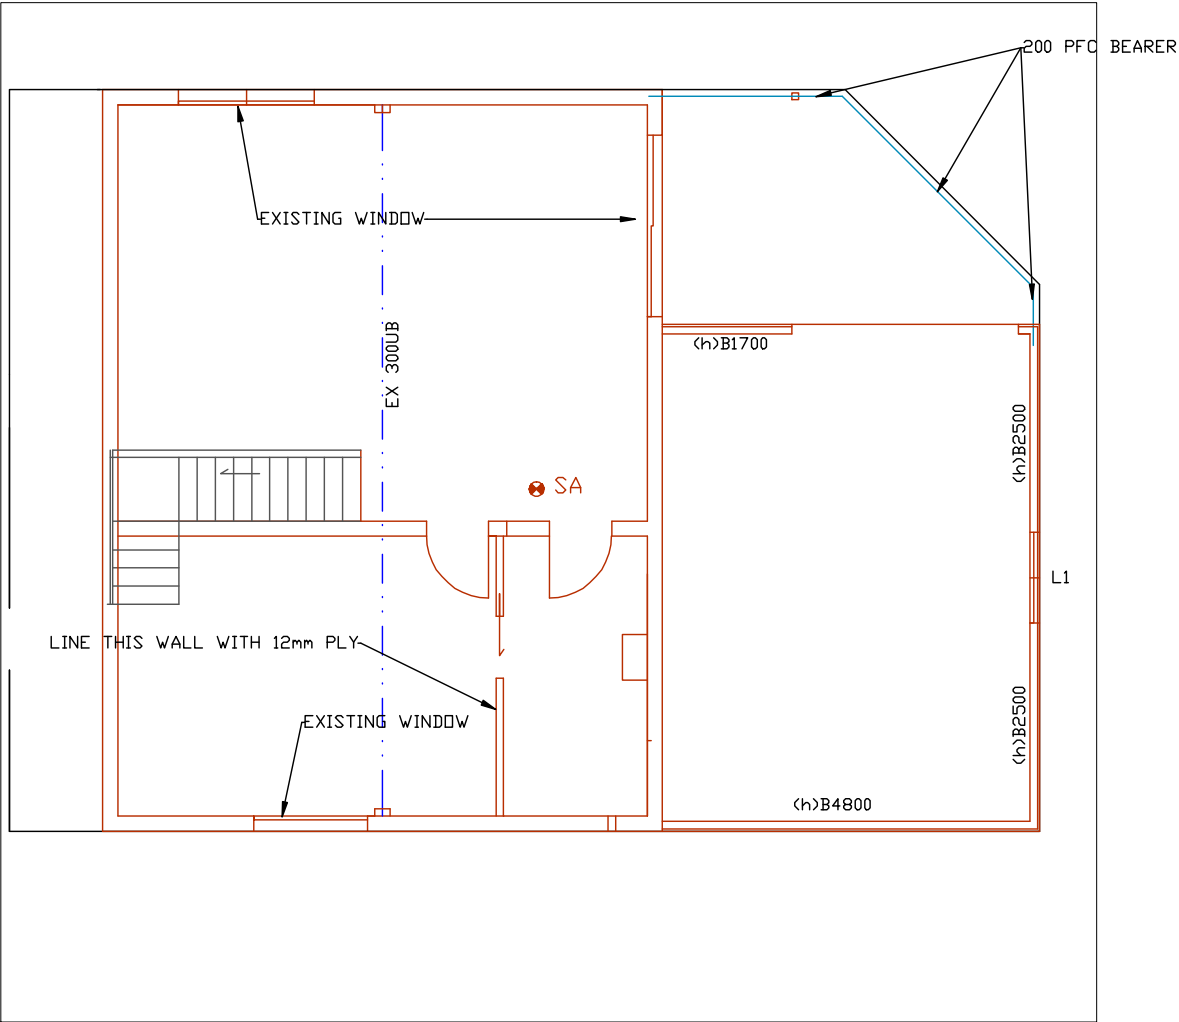 200 PFC BEARER
EXISTING WINDOW
EX 300UB
(h)B1700
(h)B2500
SA
L1
LINE THIS WALL WITH 12mm PLY
EXISTING WINDOW
(h)B2500
(h)B4800